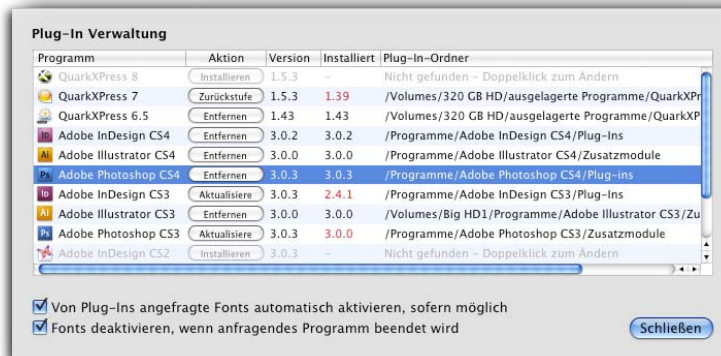 Plug-In Verwaltung
Programm Aktion Version Installiert Plug-In-Ordner
QuarkXPress 8 Installieren 1.5.3 – Nicht gefunden – Doppelklick zum Ändern
QuarkXPress 7 Zurückstufe 1.5.3 1.39 /Volumes/320 GB HD/ausgelagerte Programme/QuarkXPr
QuarkXPress 6.5 Entfernen 1.43 1.43 /Volumes/320 GB HD/ausgelagerte Programme/QuarkXP
Adobe InDesign CS4 Entfernen 3.0.2 3.0.2 /Programme/Adobe InDesign CS4/Plug-Ins
Adobe Illustrator CS4 Entfernen 3.0.0 3.0.0 /Programme/Adobe Illustrator CS4/Zusatzmodule
Adobe Photoshop CS4 Entfernen 3.0.3 3.0.3 /Programme/Adobe Photoshop CS4/Plug-ins
Adobe InDesign CS3 Aktualisiere 3.0.3 2.4.1 /Programme/Adobe InDesign CS3/Plug-Ins
Adobe Illustrator CS3 Entfernen 3.0.0 3.0.0 /Volumes/Big HD1/Programme/Adobe Illustrator CS3/Zu
Adobe Photoshop CS3 Aktualisiere 3.0.3 3.0.0 /Programme/Adobe Photoshop CS3/Zusatzmodule
Adobe InDesign CS2 Installieren 3.0.3 – Nicht gefunden – Doppelklick zum Ändern
Von Plug-Ins angefragte Fonts automatisch aktivieren, sofern möglich
Fonts deaktivieren, wenn anfragendes Programm beendet wird
Schließen